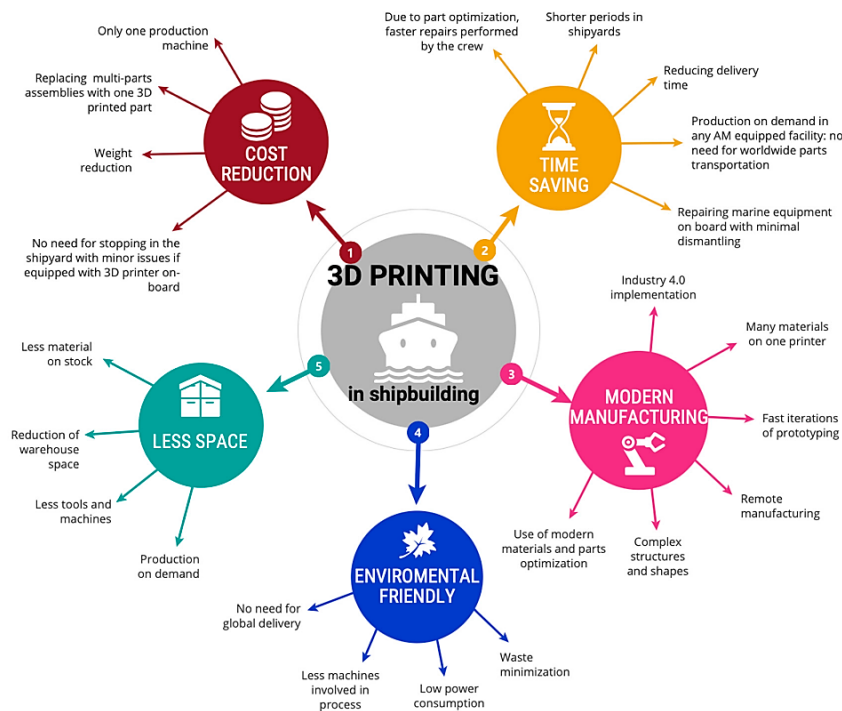 3D PRINTING
in shipbuilding
1
COST
REDUCTION
Only one production
machine
Replacing multi-parts
assemblies with one 3D
printed part
Weight
reduction
No need for stopping in the
shipyard with minor issues if
equipped with 3D printer on-
board
2
TIME
SAVING
Due to part optimization,
faster repairs performed
by the crew
Shorter periods in
shipyards
Reducing delivery
time
Production on demand in
any AM equipped facility: no
need for worldwide parts
transportation
Repairing marine equipment
on board with minimal
dismantling
3
MODERN
MANUFACTURING
Industry 4.0
implementation
Many materials
on one printer
Fast iterations
of prototyping
Remote
manufacturing
Complex
structures
and shapes
Use of modern
materials and parts
optimization
4
ENVIROMENTAL
FRIENDLY
No need for
global delivery
Less machines
involved in
process
Low power
consumption
Waste
minimization
5
LESS SPACE
Less material
on stock
Reduction of
warehouse
space
Less tools and
machines
Production
on demand